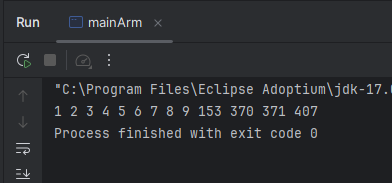 Run mainArm
"C:\Program Files\Eclipse Adoptium\jdk-17.
1 2 3 4 5 6 7 8 9 153 370 371 407
Process finished with exit code 0